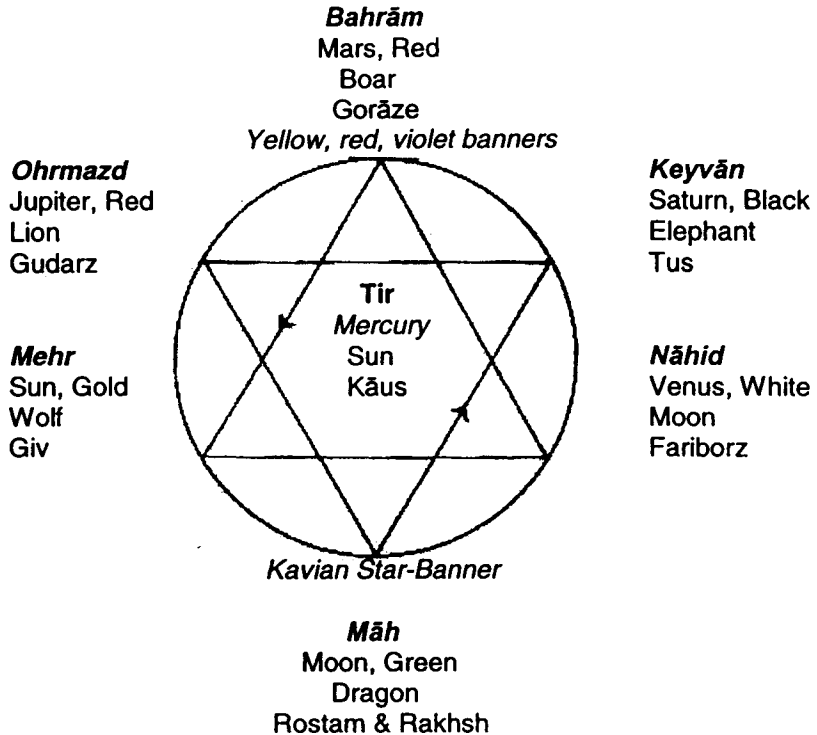 Bahrām
Mars, Red
Boar
Gorāze
Yellow, red, violet banners
Ohrmazd
Jupiter, Red
Lion
Gudarz
Keyvān
Saturn, Black
Elephant
Tus
Tir
Mercury
Sun
Kāus
Mehr
Sun, Gold
Wolf
Giv
Nāhid
Venus, White
Moon
Fariborz
Kavian Star-Banner
Māh
Moon, Green
Dragon
Rostam & Rakhsh